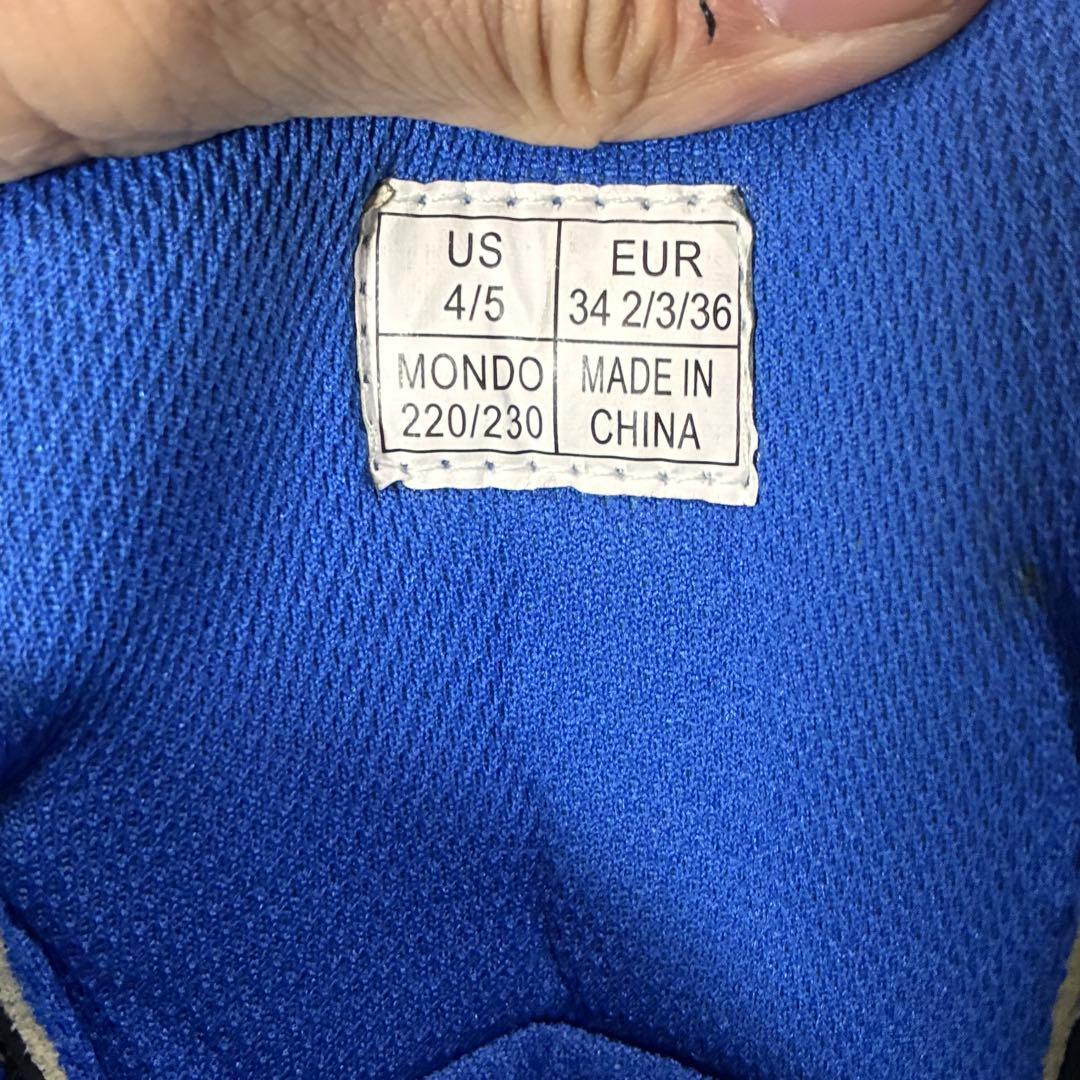 US
4/5
EUR
34 2/3/36
MONDO
220/230
MADE IN
CHINA